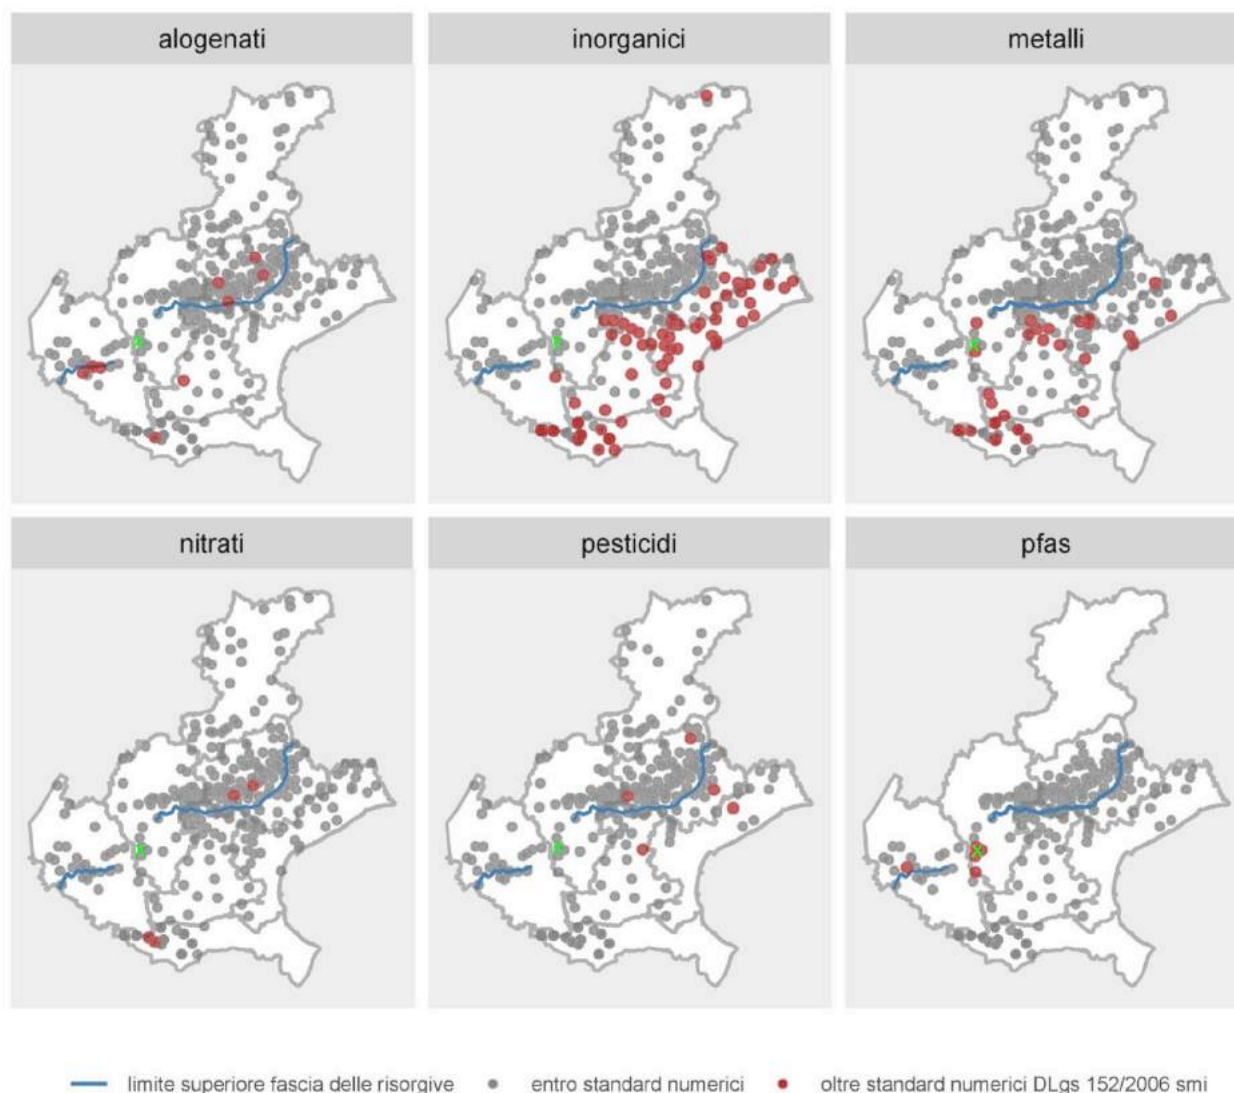 alogenati
inorganici
metalli
nitrati
pesticidi
pfas
limite superiore fascia delle risorgive
entro standard numerici
oltre standard numerici DLgs 152/2006 smi